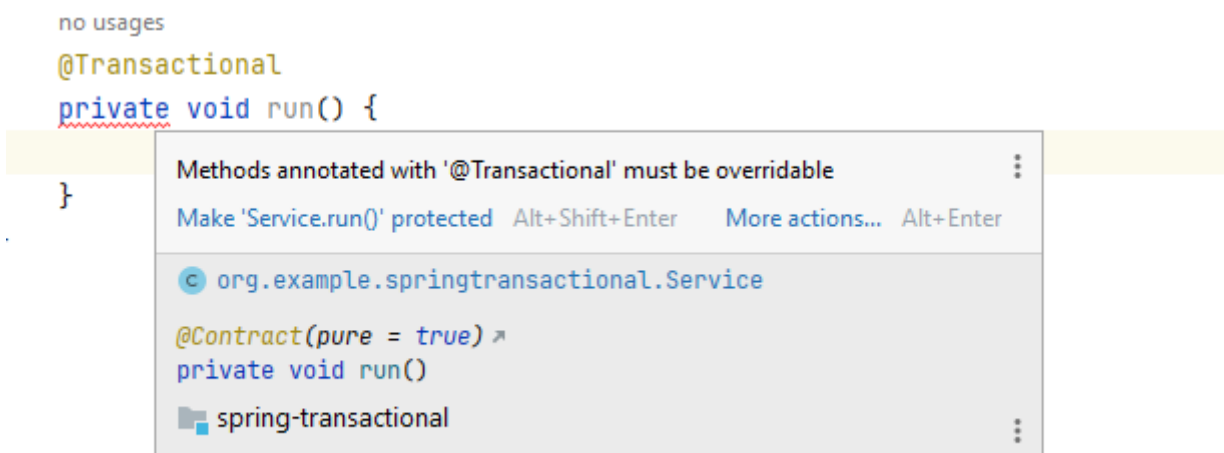 no usages
@Transactional
private void run() {
Methods annotated with '@Transactional' must be overridable
Make 'Service.run()' protected Alt+Shift+Enter More actions... Alt+Enter
}
org.example.springtransactional.Service
@Contract(pure = true)
private void run()
spring-transactional